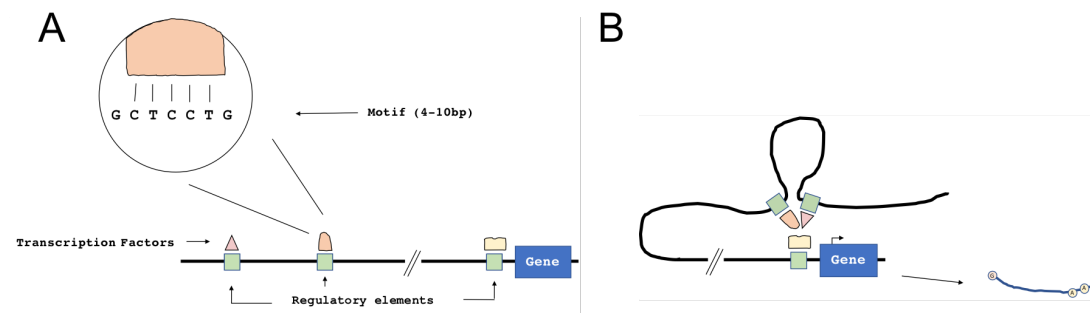 A
G C T C C T G
Motif (4-10bp)
Transcription Factors
Gene
Regulatory elements
B
Gene
G
A
A